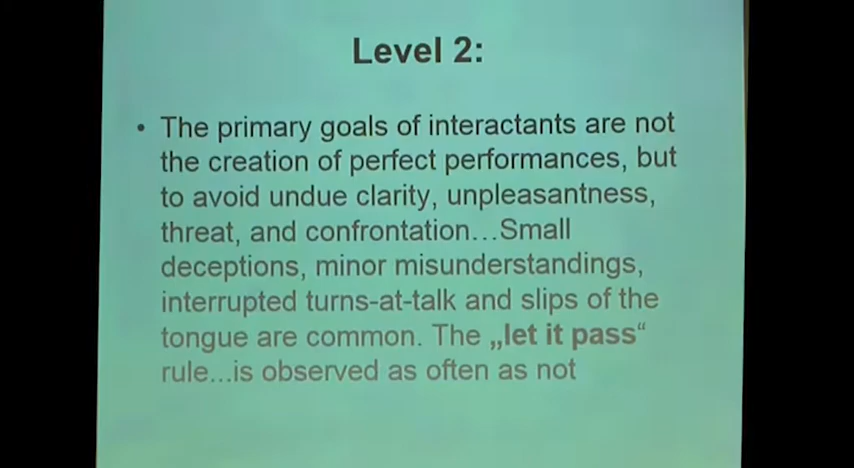 Level 2:
• The primary goals of interactants are not
the creation of perfect performances, but
to avoid undue clarity, unpleasantness,
threat, and confrontation…Small
deceptions, minor misunderstandings,
interrupted turns-at-talk and slips of the
tongue are common. The „let it pass“
rule...is observed as often as not